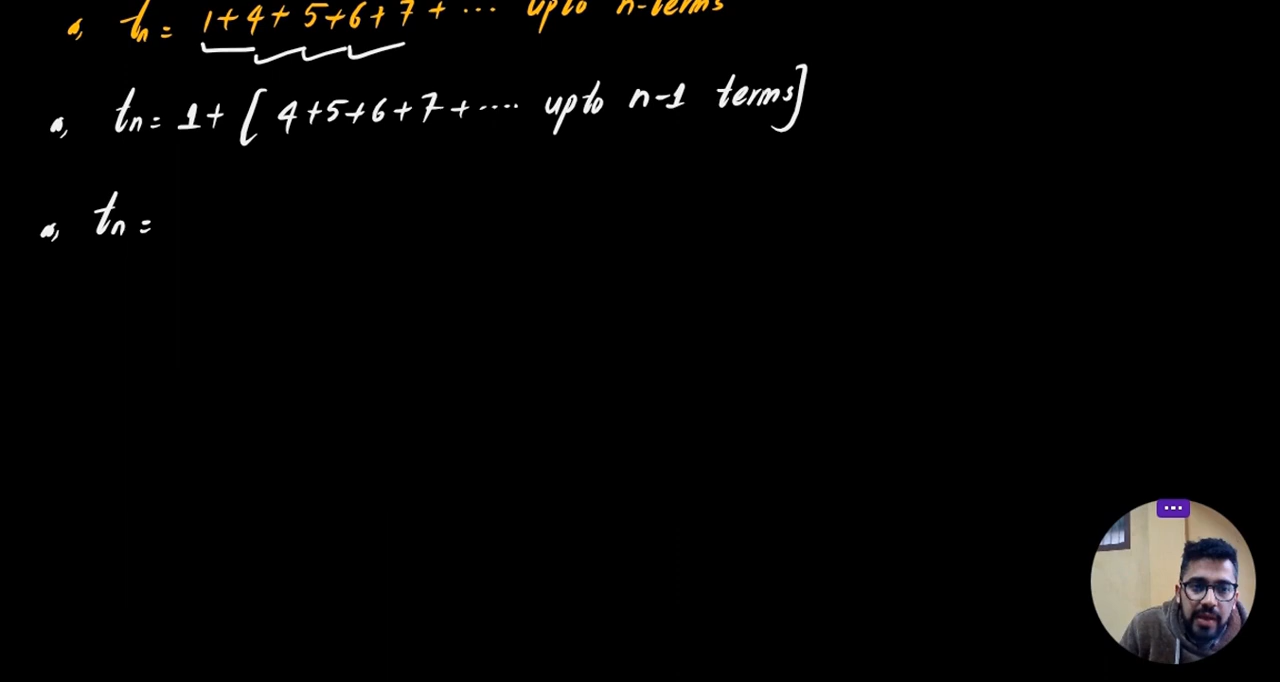 a, tn = 1+4+5+6+7+ ... upto n-terms
a, tn = 1+[4+5+6+7+.... upto n-1 terms]
a, tn =